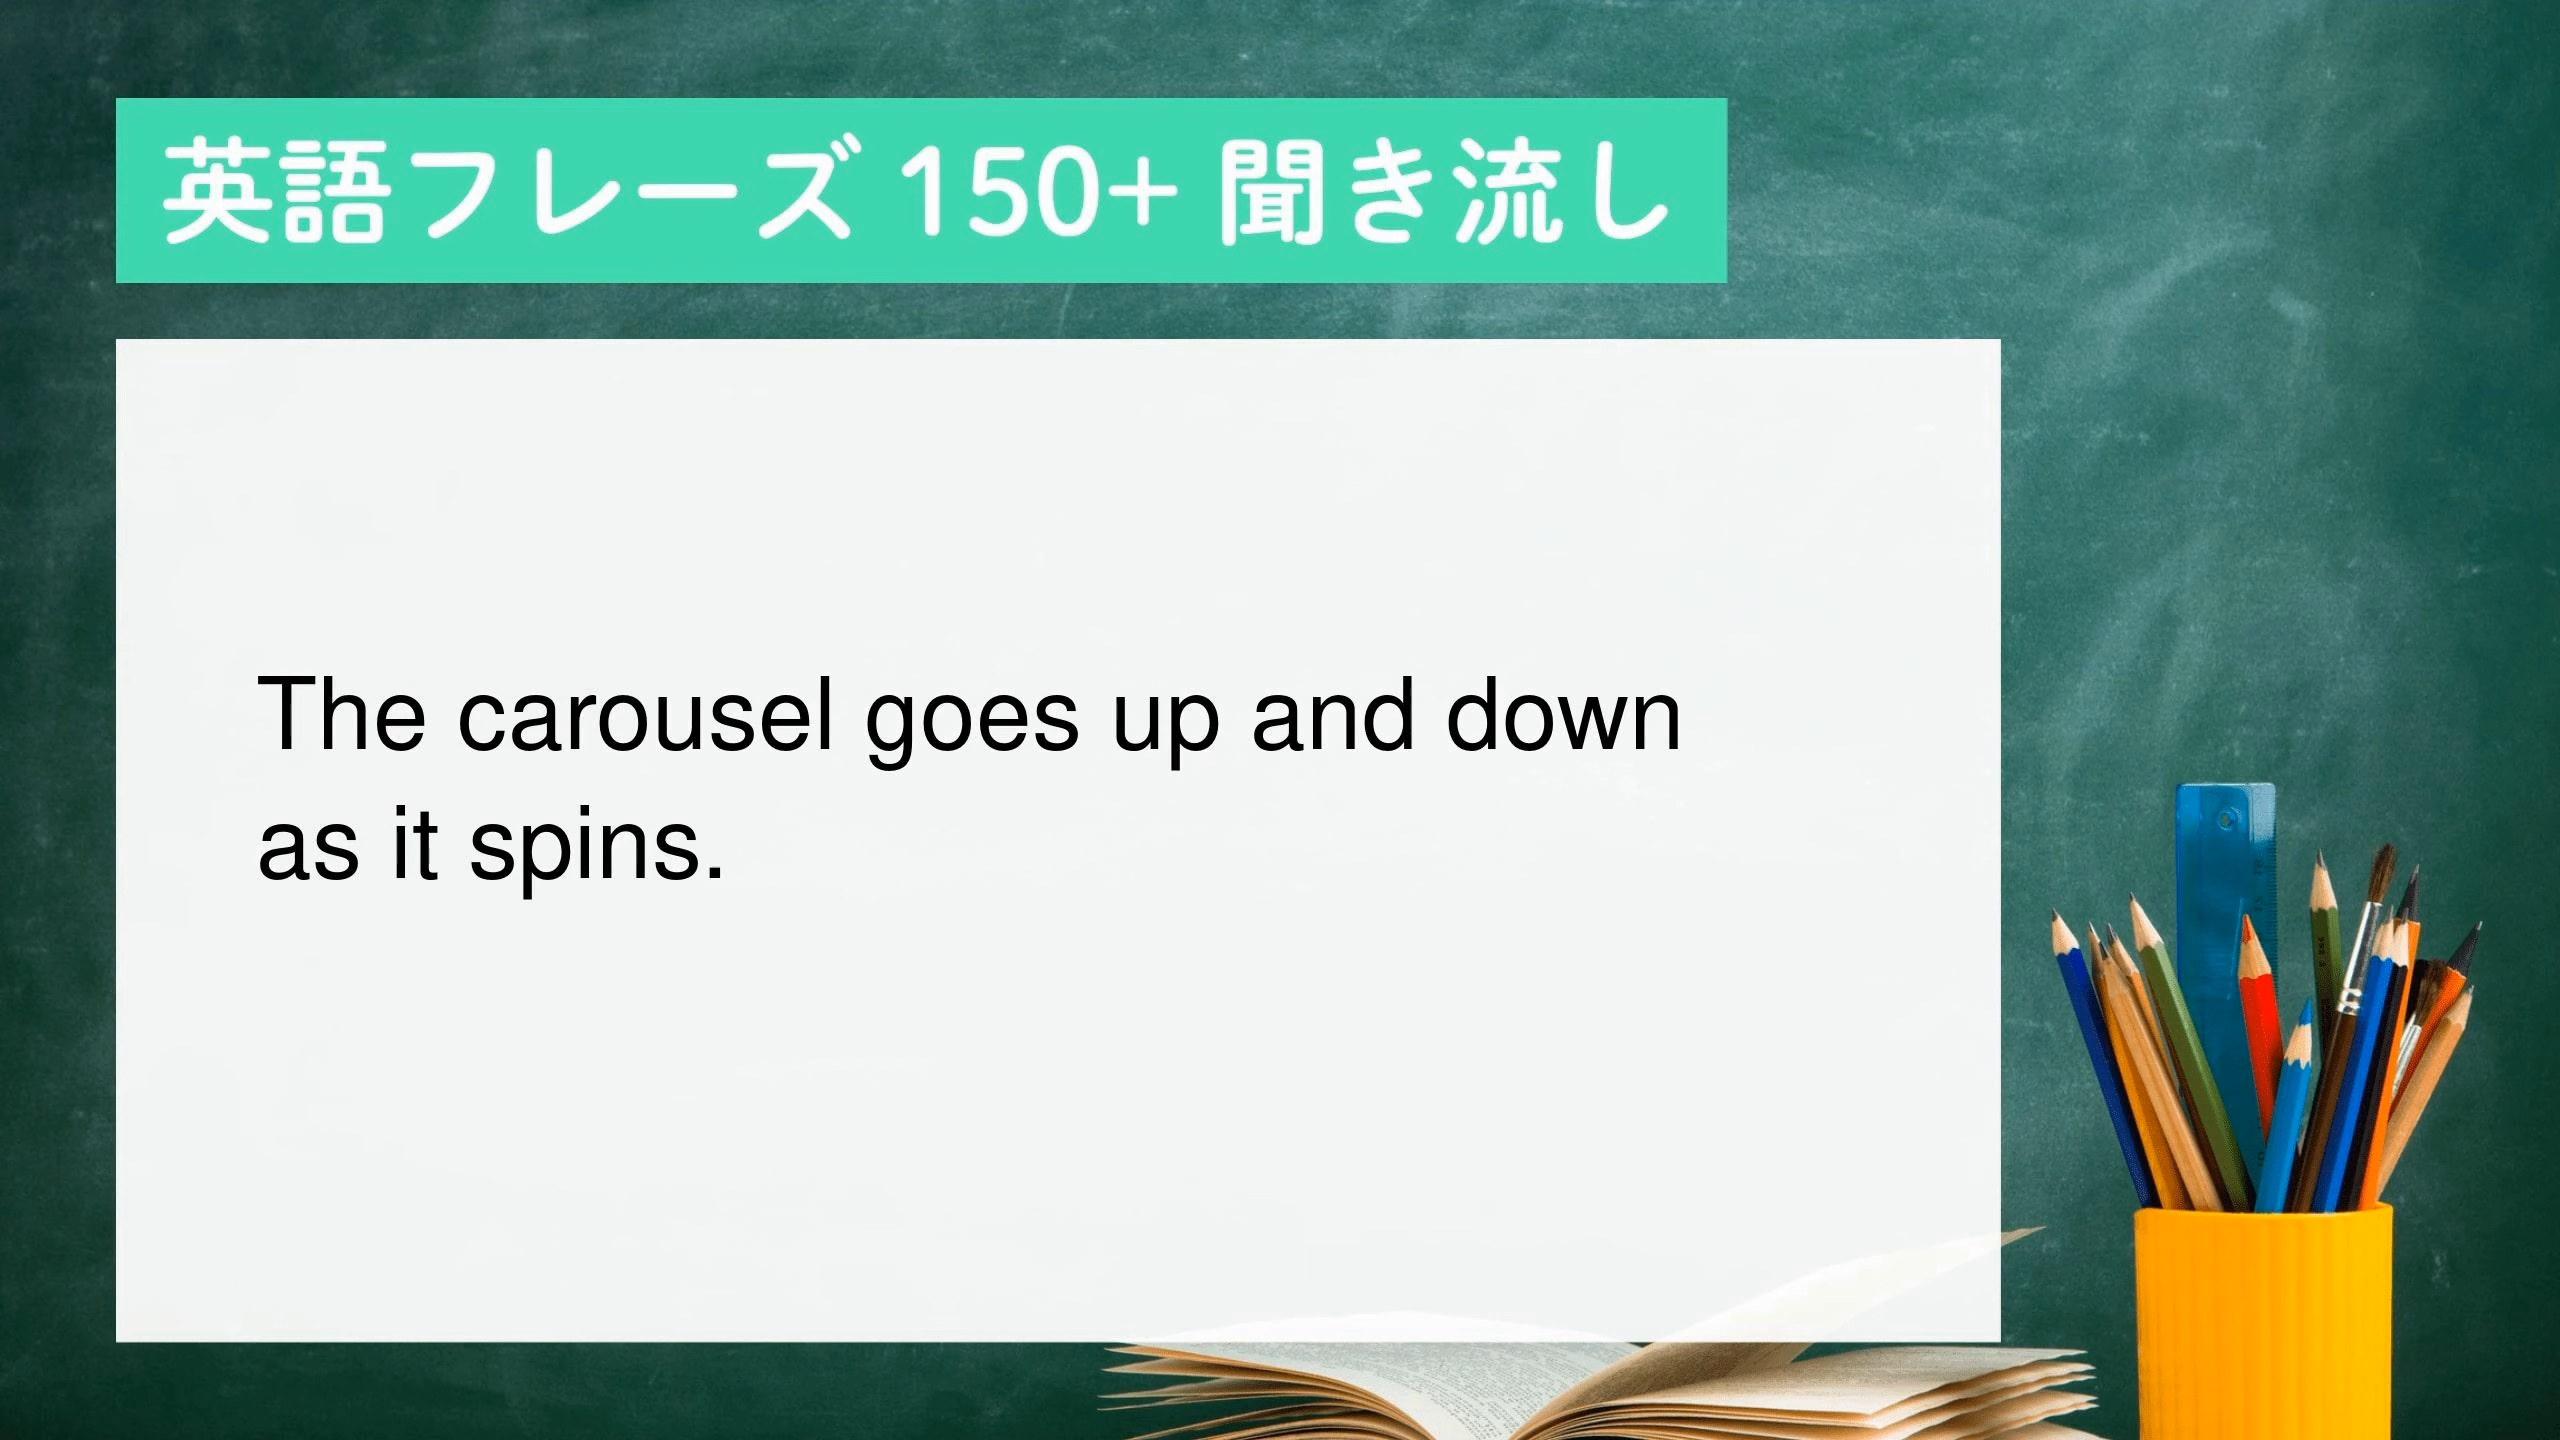 英語フレーズ 150+ 聞き流し
The carousel goes up and down
as it spins.